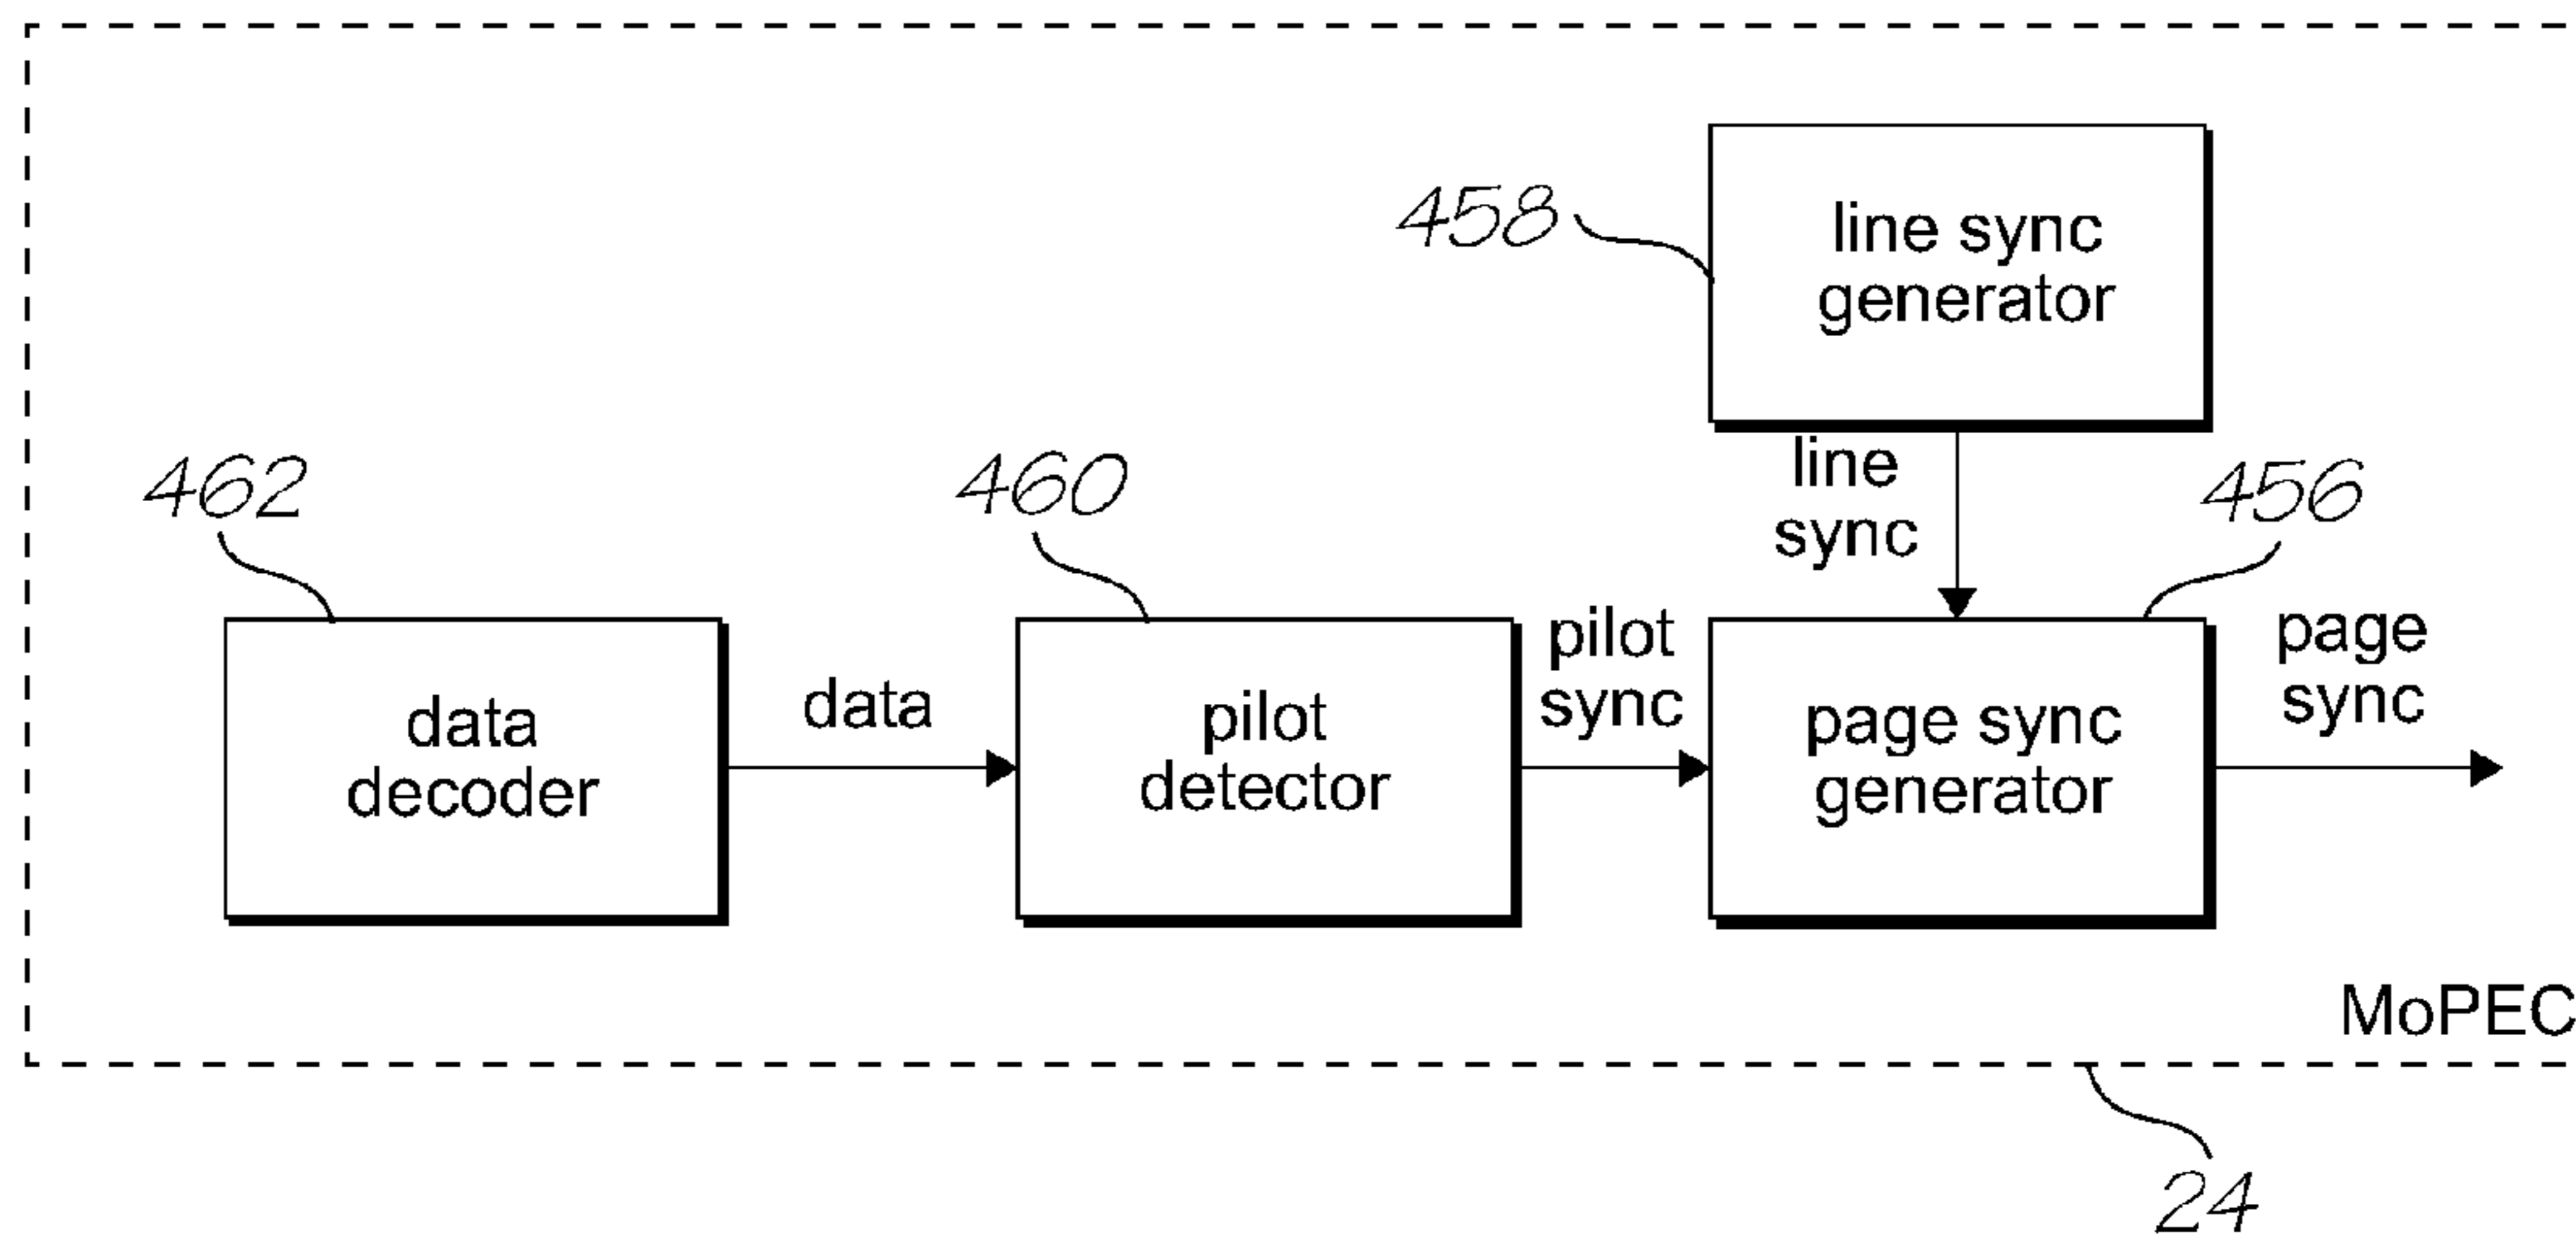 458
line sync
generator
line
sync
462
460
456
data
decoder
data
pilot
detector
pilot
sync
page sync
generator
page
sync
MoPEC
24